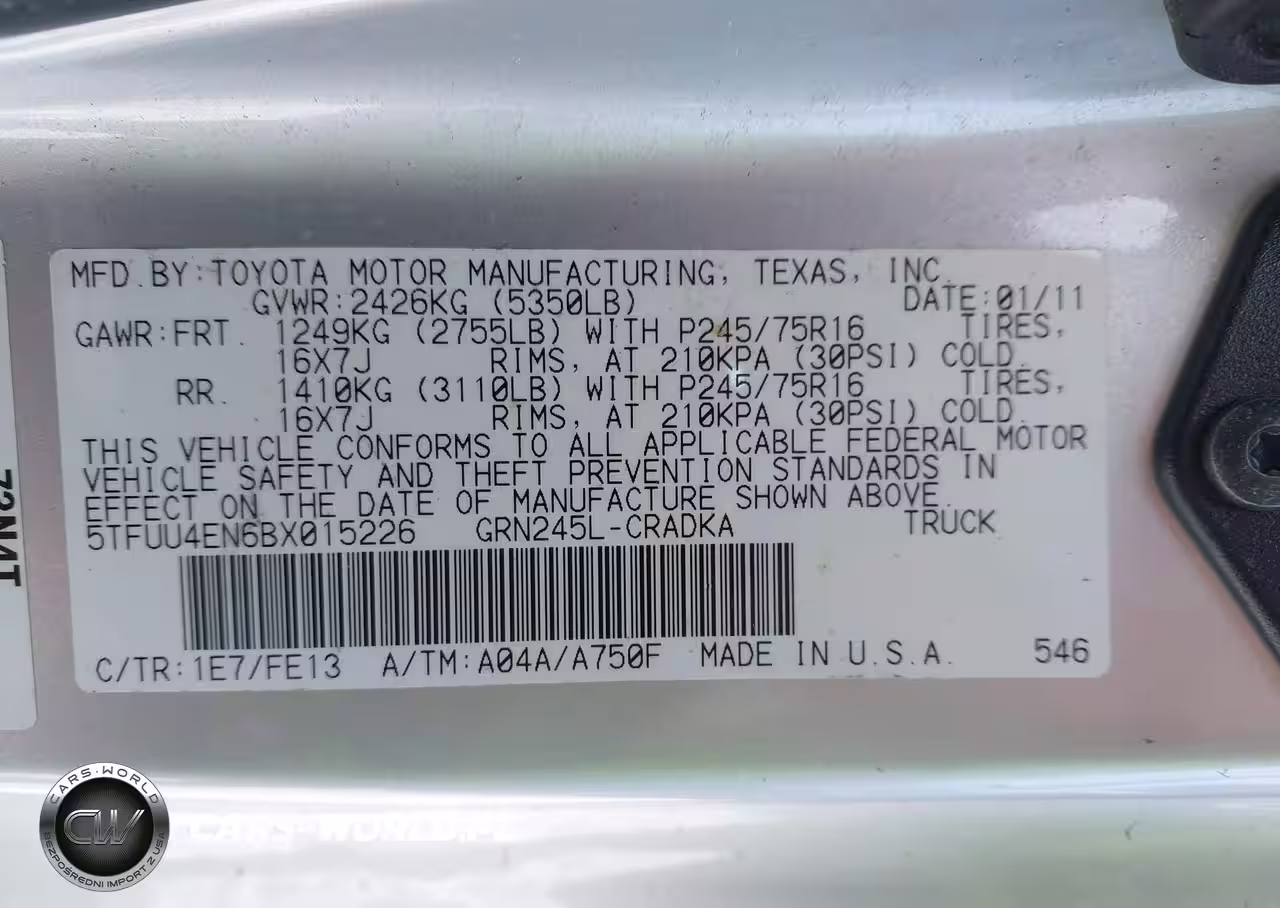 MFD. BY: TOYOTA MOTOR MANUFACTURING, TEXAS, INC.
GVWR: 2426KG (5350LB) DATE: 01/11
GAWR: FRT. 1249KG (2755LB) WITH P245/75R16 TIRES,
16X7J RIMS, AT 210KPA (30PSI) COLD.
RR. 1410KG (3110LB) WITH P245/75R16 TIRES,
16X7J RIMS, AT 210KPA (30PSI) COLD.
THIS VEHICLE CONFORMS TO ALL APPLICABLE FEDERAL MOTOR
VEHICLE SAFETY AND THEFT PREVENTION STANDARDS IN
EFFECT ON THE DATE OF MANUFACTURE SHOWN ABOVE.
5TFUU4EN6BX015226 GRN245L-CRADKA TRUCK
C/TR: 1E7/FE13 A/TM: A04A/A750F MADE IN U.S.A. 546
CARS-WORLD
CW
BEZPOŚREDNI IMPORT Z USA